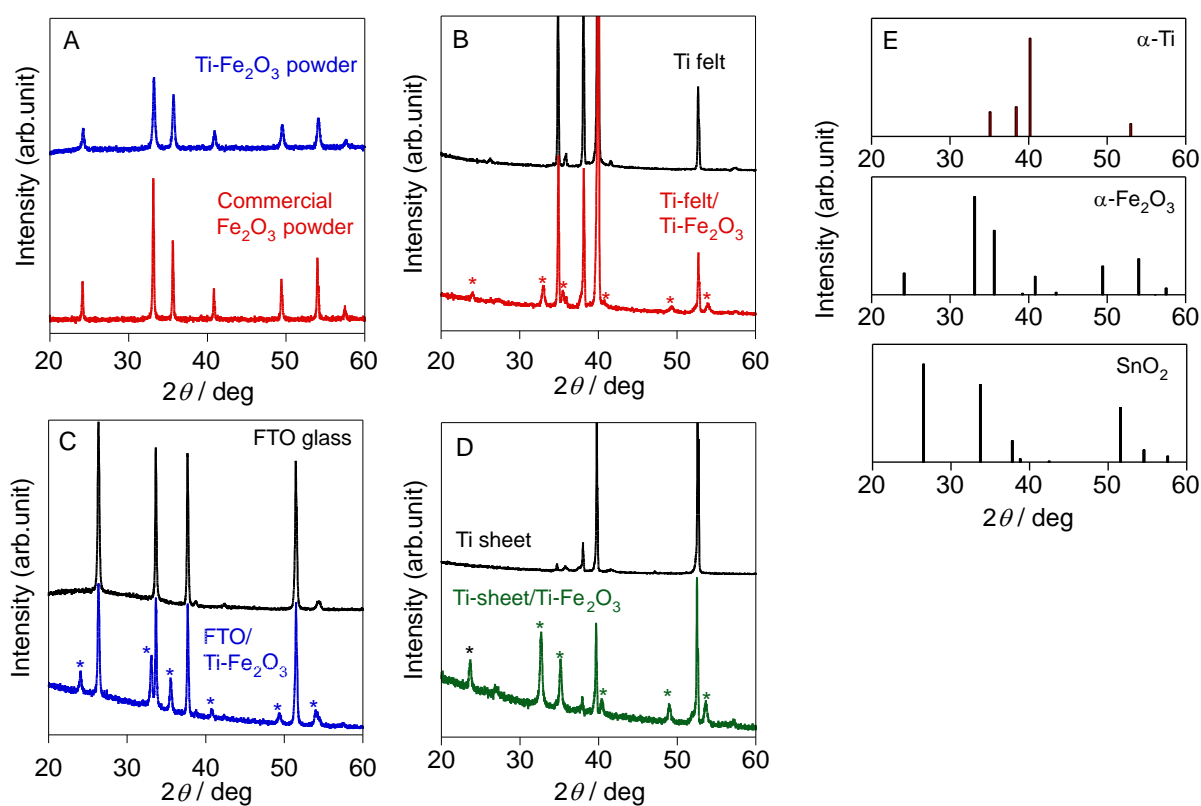 A
Ti-Fe2O3 powder
Commercial
Fe2O3 powder
Intensity (arb.unit)
20 30 40 50 60
2θ / deg
B
Ti felt
Ti-felt/
Ti-Fe2O3
* * * * * *
Intensity (arb.unit)
20 30 40 50 60
2θ / deg
E
α-Ti
20 30 40 50 60
α-Fe2O3
Intensity (arb.unit)
20 30 40 50 60
SnO2
20 30 40 50 60
2θ / deg
C
FTO glass
FTO/
Ti-Fe2O3
* * * * * *
Intensity (arb.unit)
20 30 40 50 60
2θ / deg
D
Ti sheet
Ti-sheet/Ti-Fe2O3
* * * * * *
Intensity (arb.unit)
20 30 40 50 60
2θ / deg